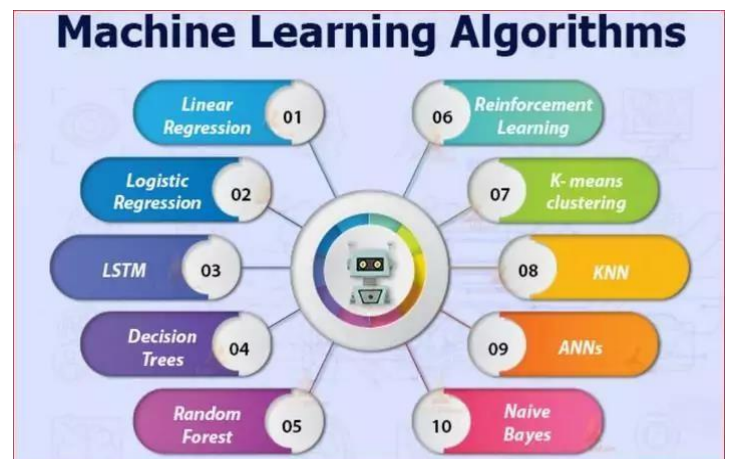 Machine Learning Algorithms
Linear
Regression
01
Logistic
Regression
02
LSTM
03
Decision
Trees
04
Random
Forest
05
06
Reinforcement
Learning
07
K- means
clustering
08
KNN
09
ANNs
10
Naive
Bayes